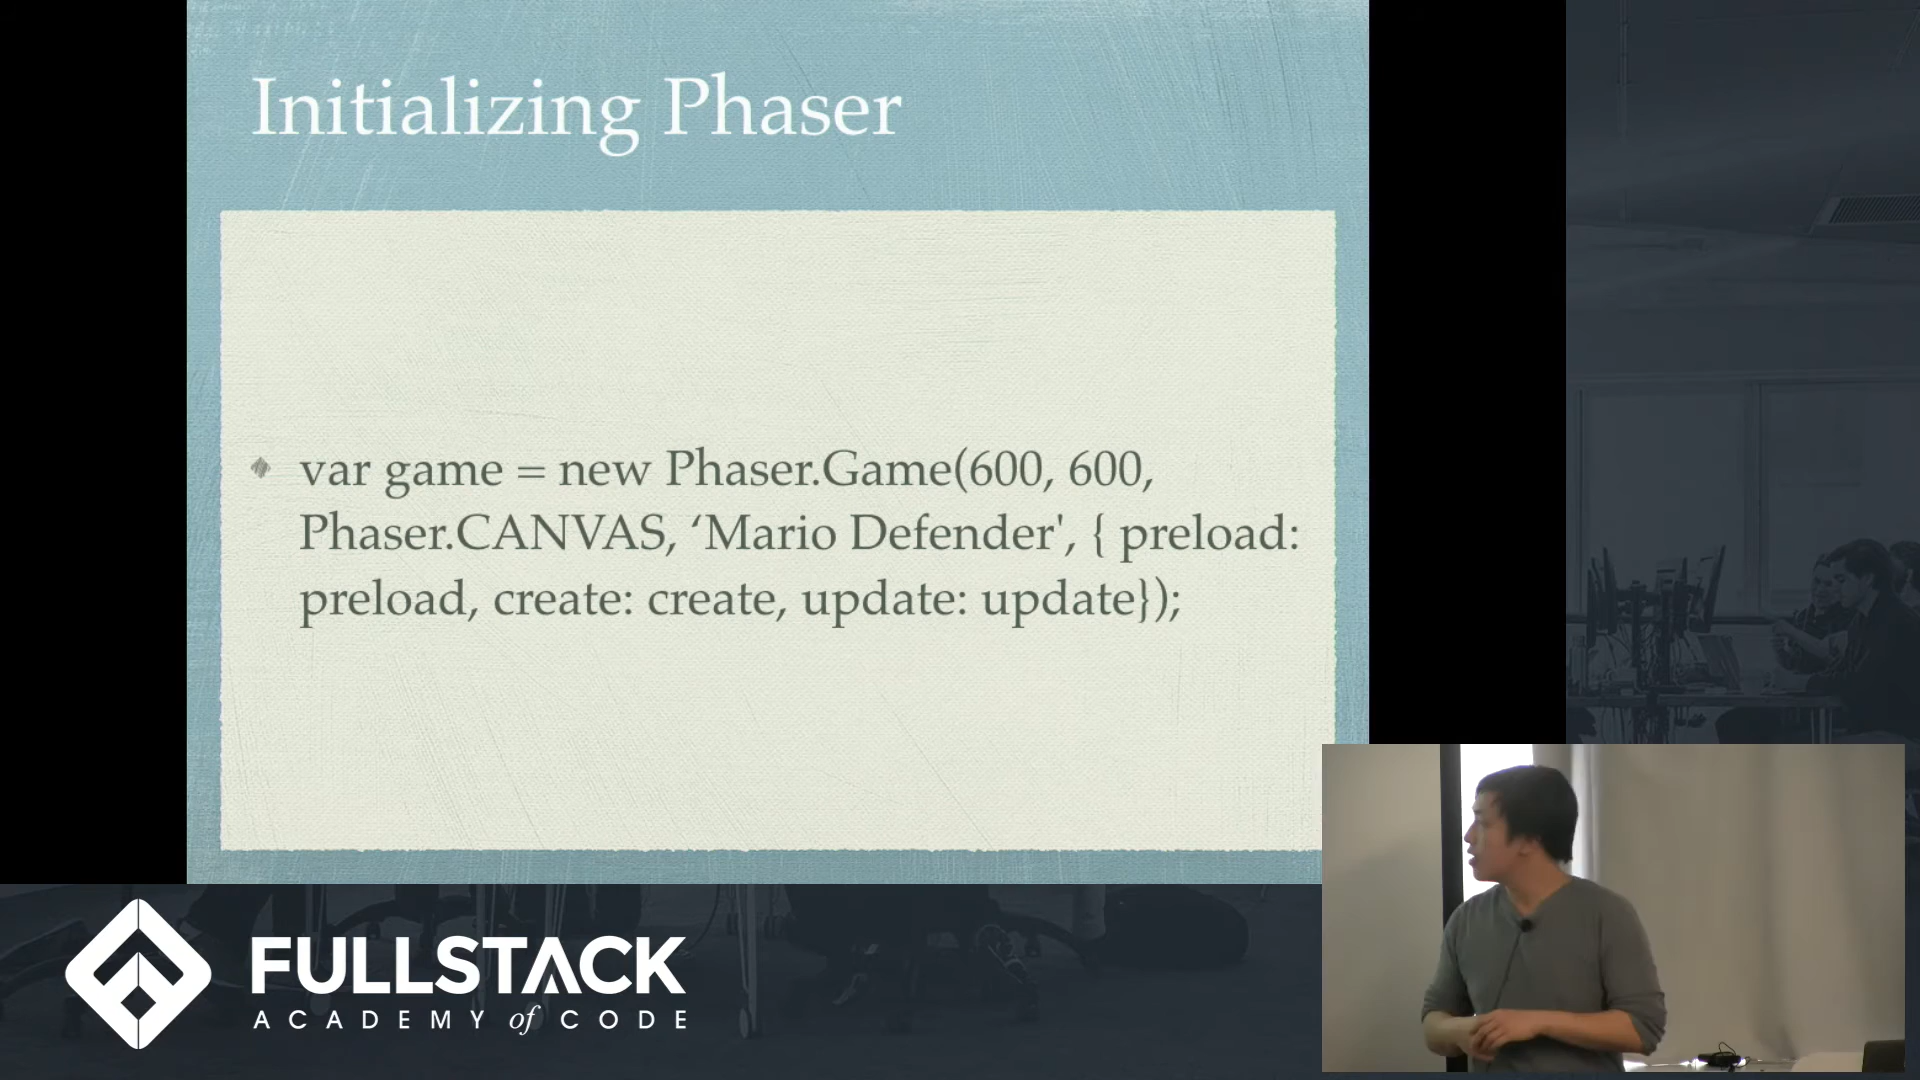 Initializing Phaser
var game = new Phaser.Game(600, 600,
Phaser.CANVAS, ‘Mario Defender', { preload:
preload, create: create, update: update});
FULLSTACK
ACADEMY of CODE